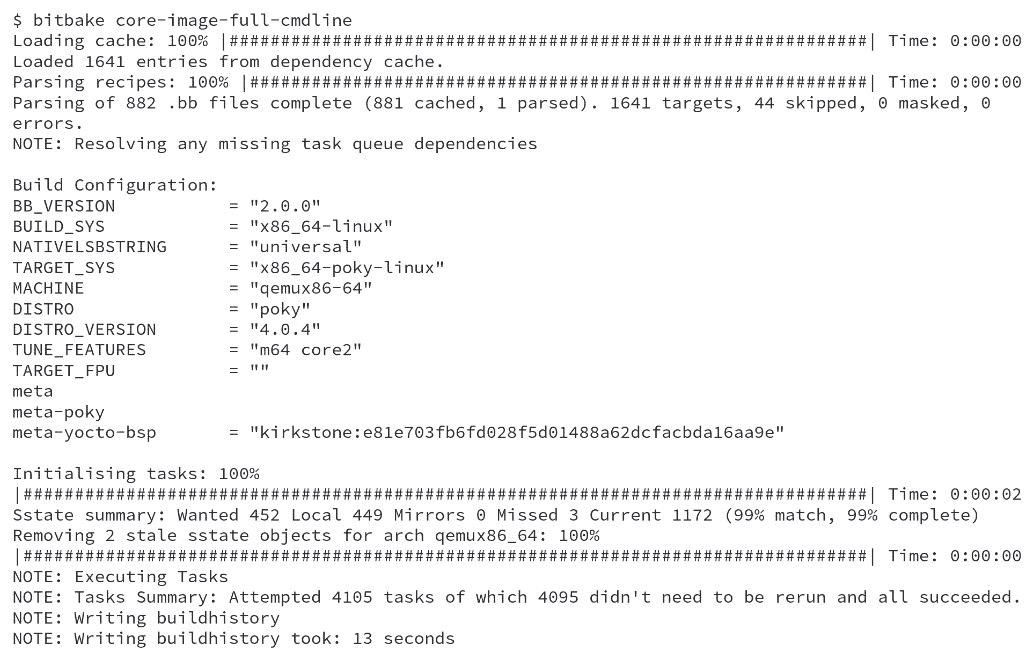 $ bitbake core-image-full-cmdline
Loading cache: 100% |##############################################################| Time: 0:00:00
Loaded 1641 entries from dependency cache.
Parsing recipes: 100% |############################################################| Time: 0:00:00
Parsing of 882 .bb files complete (881 cached, 1 parsed). 1641 targets, 44 skipped, 0 masked, 0
errors.
NOTE: Resolving any missing task queue dependencies

Build Configuration:
BB_VERSION           = "2.0.0"
BUILD_SYS            = "x86_64-linux"
NATIVELSBSTRING      = "universal"
TARGET_SYS           = "x86_64-poky-linux"
MACHINE              = "qemux86-64"
DISTRO               = "poky"
DISTRO_VERSION       = "4.0.4"
TUNE_FEATURES        = "m64 core2"
TARGET_FPU           = ""
meta
meta-poky
meta-yocto-bsp       = "kirkstone:e81e703fb6fd028f5d01488a62dcfacbda16aa9e"

Initialising tasks: 100%
|##################################################################################| Time: 0:00:02
Sstate summary: Wanted 452 Local 449 Mirrors 0 Missed 3 Current 1172 (99% match, 99% complete)
Removing 2 stale sstate objects for arch qemux86_64: 100%
|##################################################################################| Time: 0:00:00
NOTE: Executing Tasks
NOTE: Tasks Summary: Attempted 4105 tasks of which 4095 didn't need to be rerun and all succeeded.
NOTE: Writing buildhistory
NOTE: Writing buildhistory took: 13 seconds